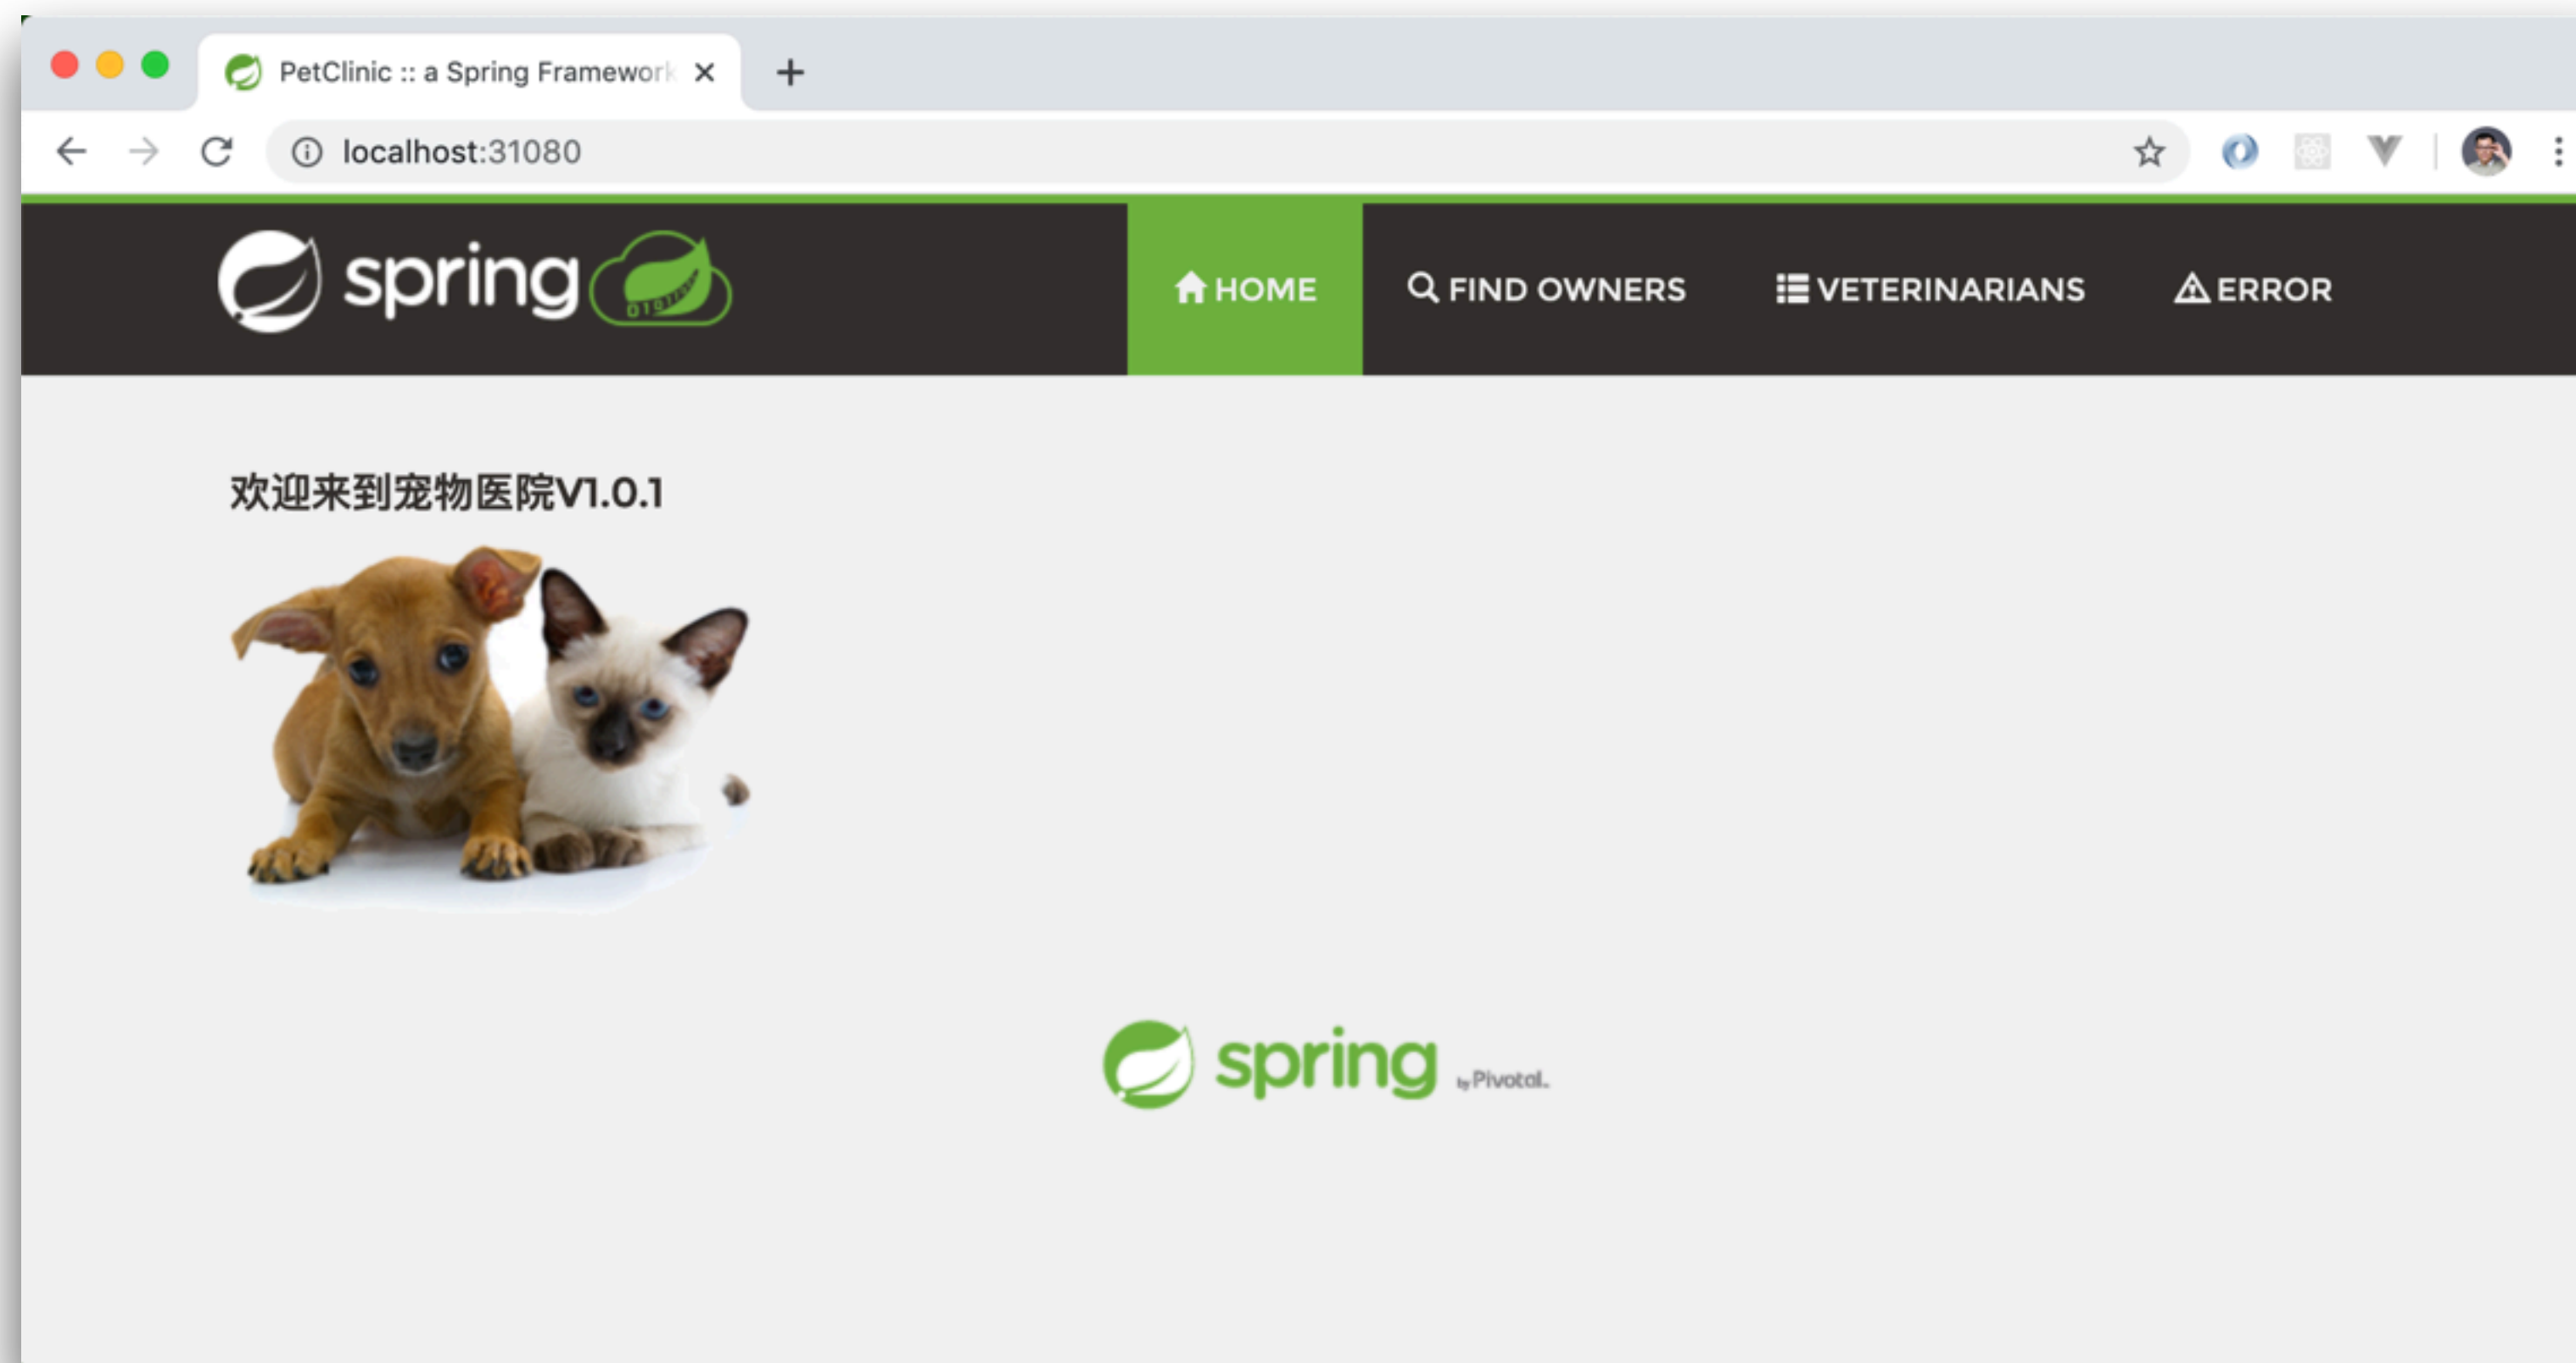 PetClinic :: a Spring Framework
localhost:31080
spring
HOME
FIND OWNERS
VETERINARIANS
ERROR
欢迎来到宠物医院V1.0.1
spring by Pivotal.